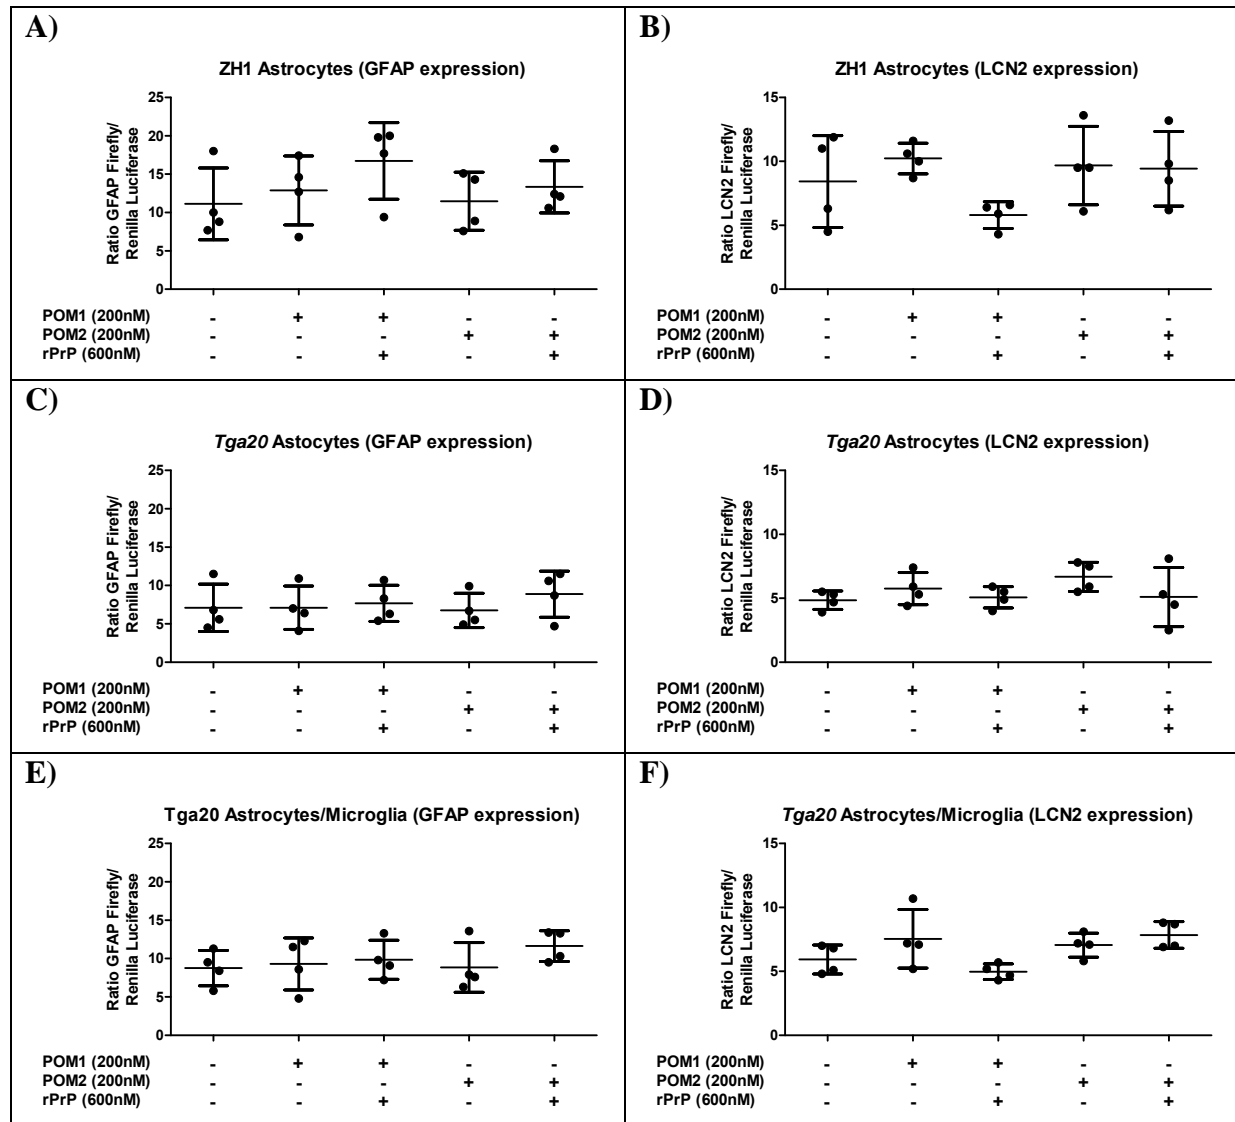 A)
ZH1 Astrocytes (GFAP expression)
Ratio GFAP Firefly/
Renilla Luciferase
25
20
15
10
5
0
POM1 (200nM) - + + - -
POM2 (200nM) - - - + +
rPrP (600nM) - - + - +
B)
ZH1 Astrocytes (LCN2 expression)
Ratio LCN2 Firefly/
Renilla Luciferase
15
10
5
0
POM1 (200nM) - + + - -
POM2 (200nM) - - - + +
rPrP (600nM) - - + - +
C)
Tga20 Astocytes (GFAP expression)
Ratio GFAP Firefly/
Renilla Luciferase
25
20
15
10
5
0
POM1 (200nM) - + + - -
POM2 (200nM) - - - + +
rPrP (600nM) - - + - +
D)
Tga20 Astrocytes (LCN2 expression)
Ratio LCN2 Firefly/
Renilla Luciferase
15
10
5
0
POM1 (200nM) - + + - -
POM2 (200nM) - - - + +
rPrP (600nM) - - + - +
E)
Tga20 Astrocytes/Microglia (GFAP expression)
Ratio GFAP Firefly/
Renilla Luciferase
25
20
15
10
5
0
POM1 (200nM) - + + - -
POM2 (200nM) - - - + +
rPrP (600nM) - - + - +
F)
Tga20 Astrocytes/Microglia (LCN2 expression)
Ratio LCN2 Firefly/
Renilla Luciferase
15
10
5
0
POM1 (200nM) - + + - -
POM2 (200nM) - - - + +
rPrP (600nM) - - + - +